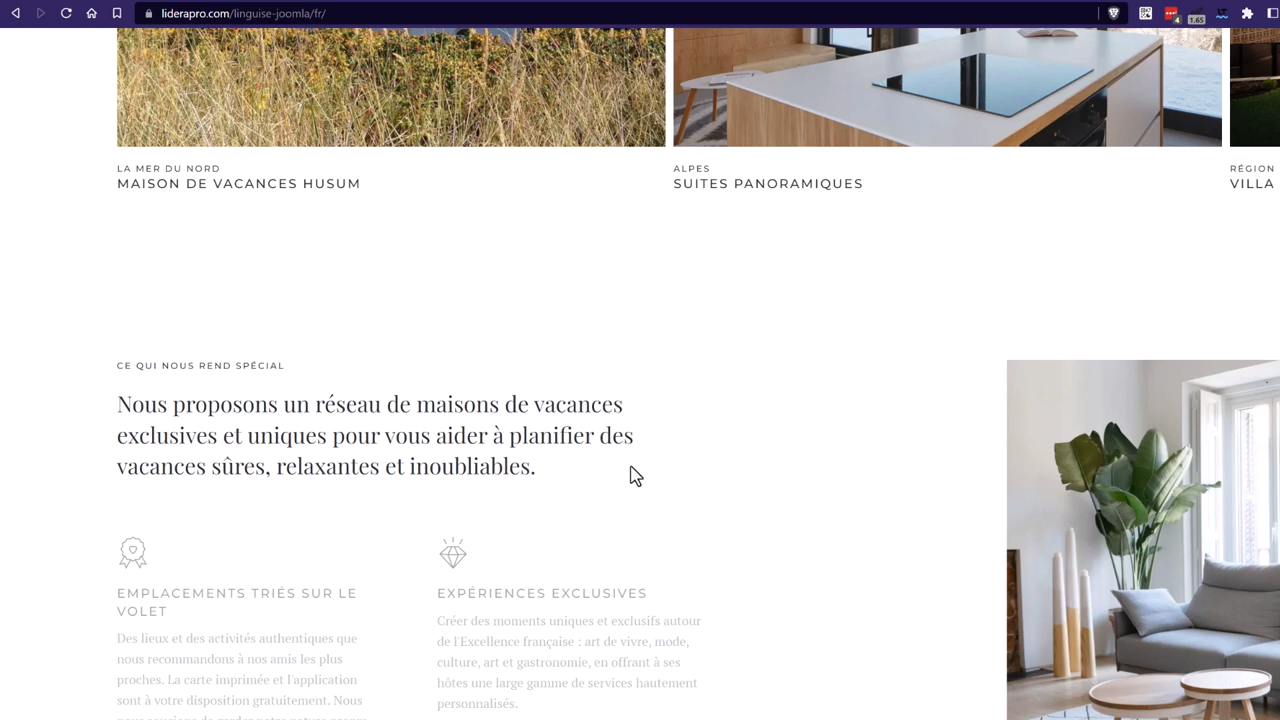 liderapro.com/linguise-joomla/fr/
4
1.65
LA MER DU NORD
MAISON DE VACANCES HUSUM
ALPES
SUITES PANORAMIQUES
RÉGION
VILLA
CE QUI NOUS REND SPÉCIAL
Nous proposons un réseau de maisons de vacances
exclusives et uniques pour vous aider à planifier des
vacances sûres, relaxantes et inoubliables.
EMPLACEMENTS TRIÉS SUR LE
VOLET
Des lieux et des activités authentiques que
nous recommandons à nos amis les plus
proches. La carte imprimée et l'application
sont à votre disposition gratuitement. Nous
EXPÉRIENCES EXCLUSIVES
Créer des moments uniques et exclusifs autour
de l'Excellence française : art de vivre, mode,
culture, art et gastronomie, en offrant à ses
hôtes une large gamme de services hautement
personnalisés.